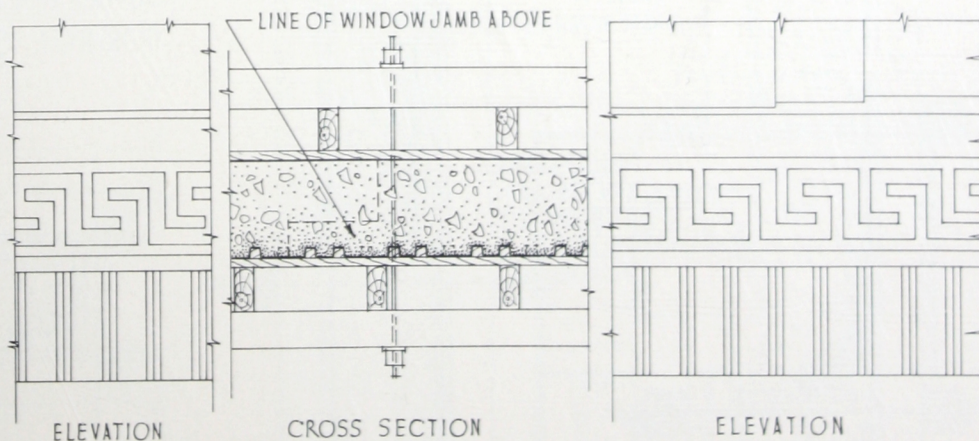 LINE OF WINDOW JAMB ABOVE
ELEVATION
CROSS SECTION
ELEVATION